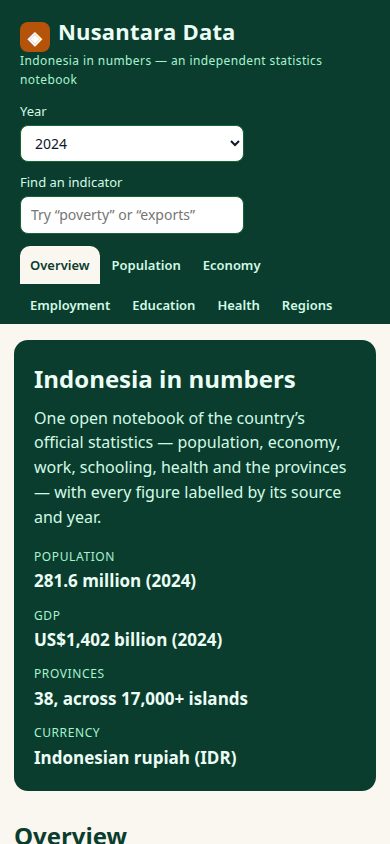 Nusantara Data
Indonesia in numbers — an independent statistics
notebook
Year
2024
Find an indicator
Try “poverty” or “exports”
Overview Population Economy
Employment Education Health Regions
Indonesia in numbers
One open notebook of the country’s
official statistics — population, economy,
work, schooling, health and the provinces
— with every figure labelled by its source
and year.
POPULATION
281.6 million (2024)
GDP
US$1,402 billion (2024)
PROVINCES
38, across 17,000+ islands
CURRENCY
Indonesian rupiah (IDR)
Overview